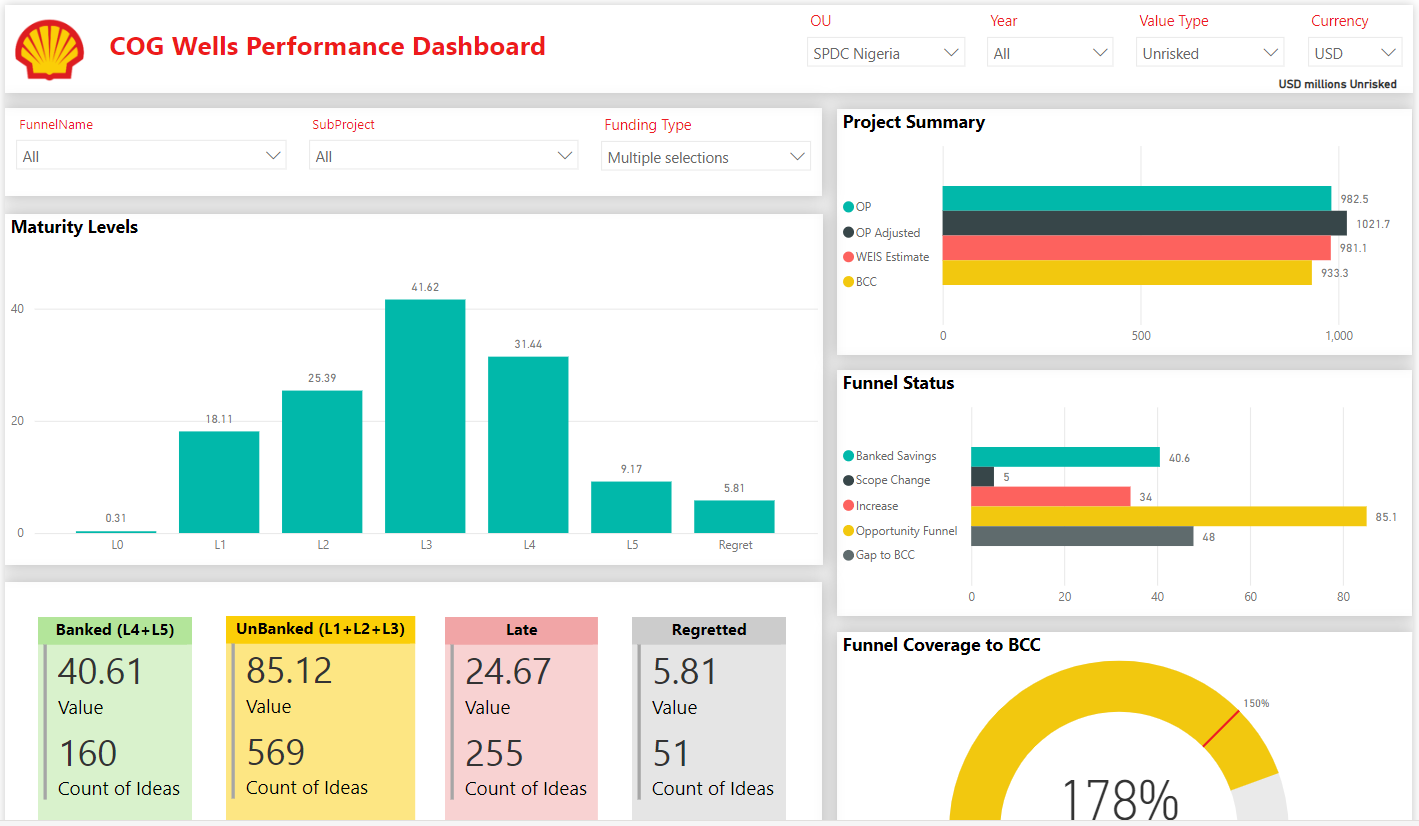 COG Wells Performance Dashboard
OU
Year
Value Type
Currency
SPDC Nigeria
All
Unrisked
USD
USD millions Unrisked
FunnelName
SubProject
Funding Type
All
All
Multiple selections
Maturity Levels
40
20
0
0.31
18.11
25.39
41.62
31.44
9.17
5.81
L0
L1
L2
L3
L4
L5
Regret
Banked (L4+L5)
40.61
Value
160
Count of Ideas
UnBanked (L1+L2+L3)
85.12
Value
569
Count of Ideas
Late
24.67
Value
255
Count of Ideas
Regretted
5.81
Value
51
Count of Ideas
Project Summary
OP
OP Adjusted
WEIS Estimate
BCC
982.5
1021.7
981.1
933.3
0
500
1,000
Funnel Status
Banked Savings
Scope Change
Increase
Opportunity Funnel
Gap to BCC
40.6
5
34
85.1
48
0
20
40
60
80
Funnel Coverage to BCC
150%
178%